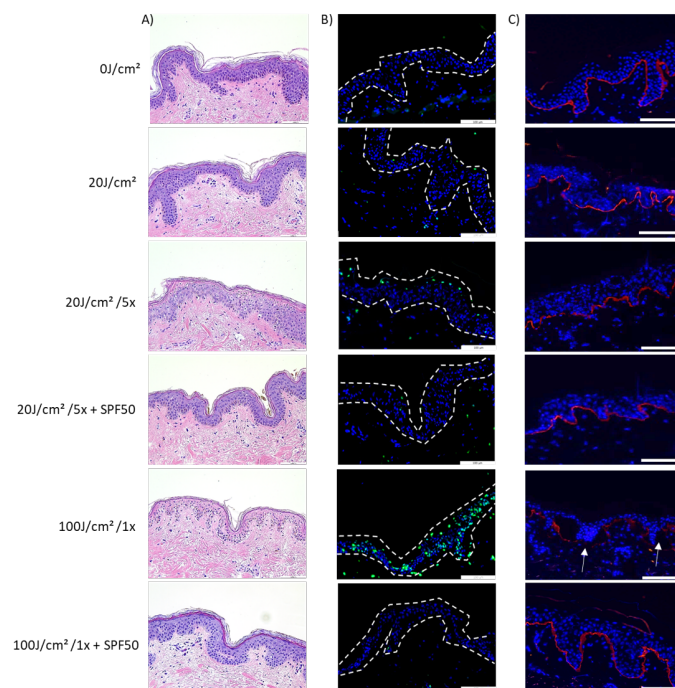 A) B) C)
0J/cm²
20J/cm²
20J/cm² /5x
20J/cm² /5x + SPF50
100J/cm² /1x
100J/cm² /1x + SPF50